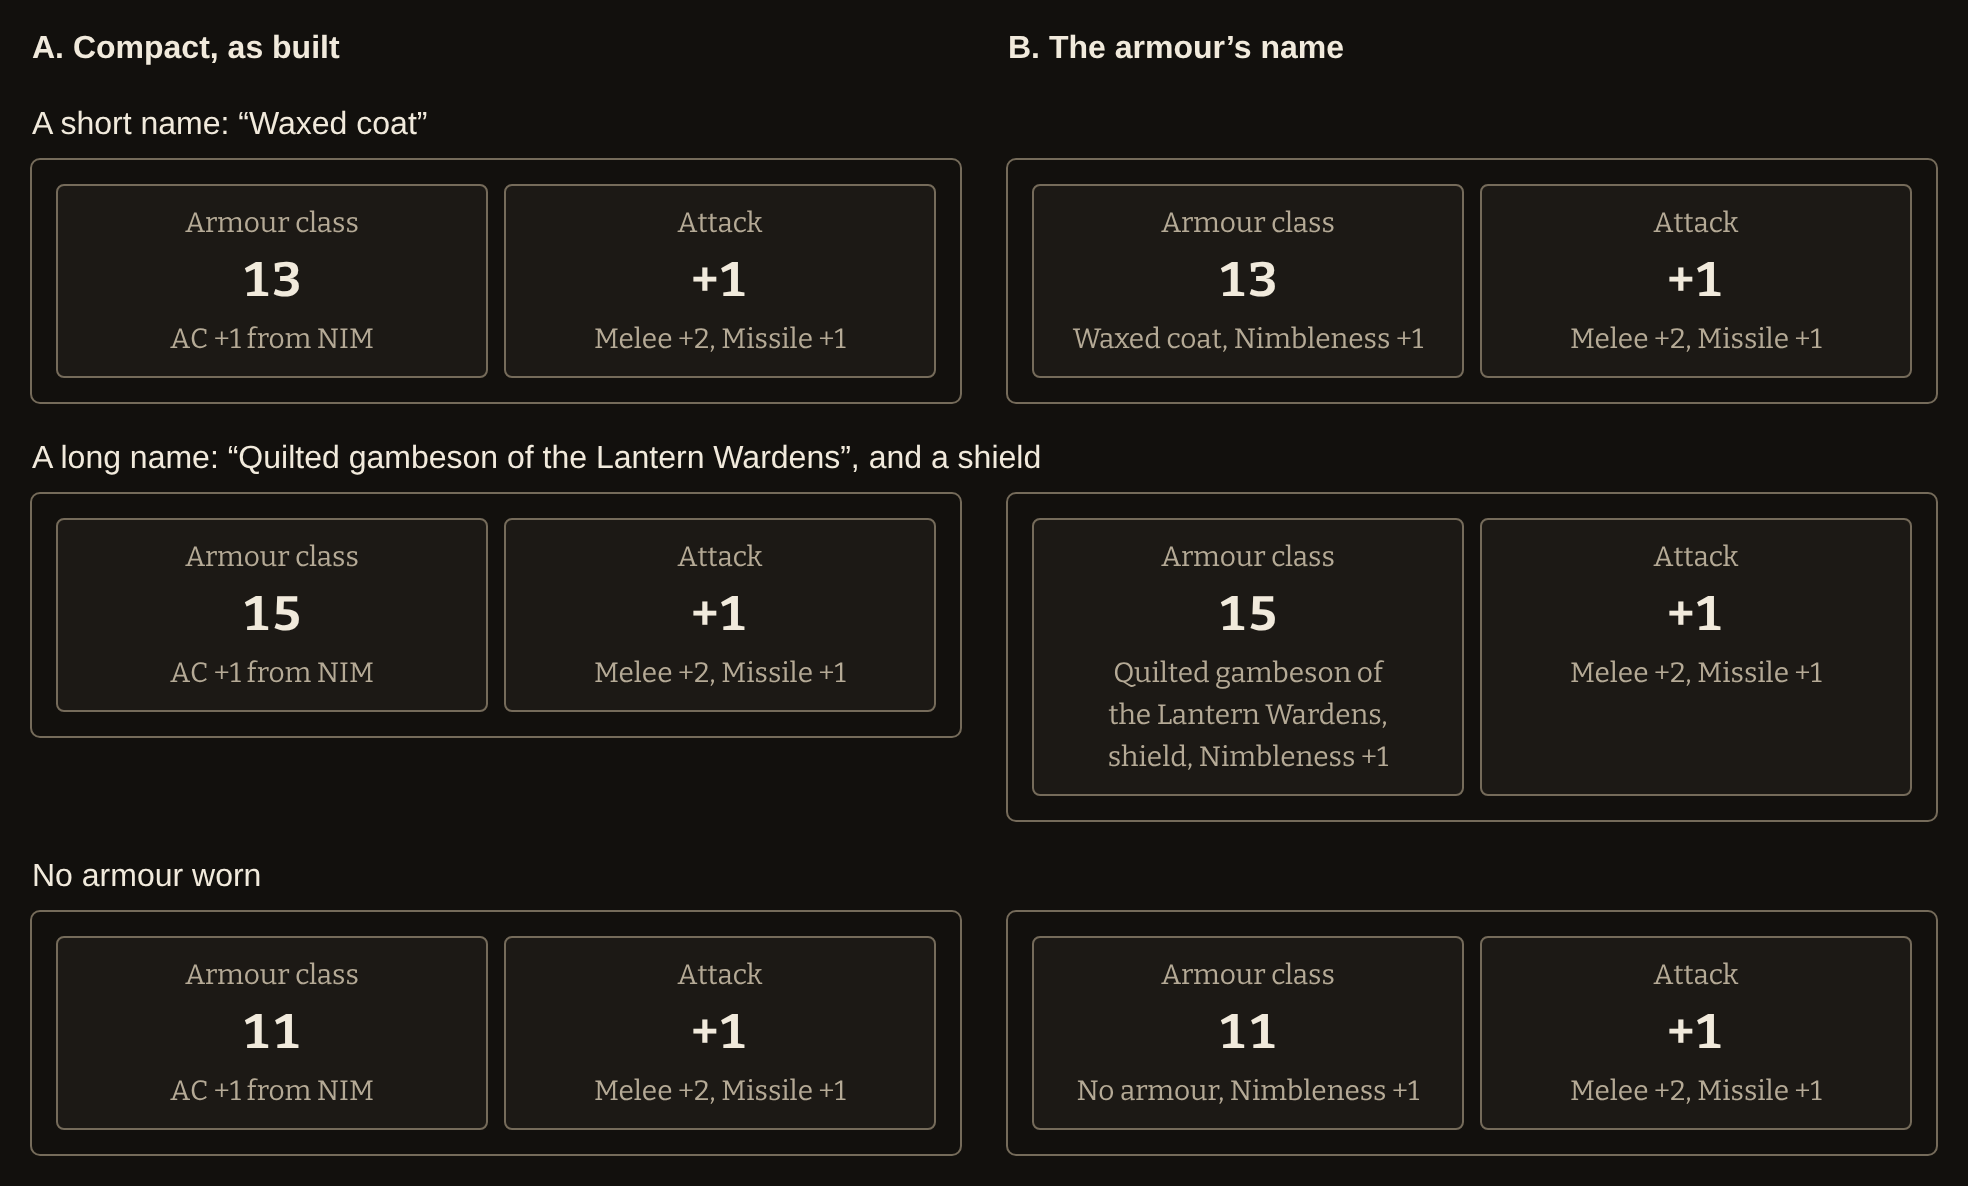 A. Compact, as built
B. The armour’s name
A short name: “Waxed coat”
Armour class
13
AC +1 from NIM
Attack
+1
Melee +2, Missile +1
Armour class
13
Waxed coat, Nimbleness +1
Attack
+1
Melee +2, Missile +1
A long name: “Quilted gambeson of the Lantern Wardens”, and a shield
Armour class
15
AC +1 from NIM
Attack
+1
Melee +2, Missile +1
Armour class
15
Quilted gambeson of
the Lantern Wardens,
shield, Nimbleness +1
Attack
+1
Melee +2, Missile +1
No armour worn
Armour class
11
AC +1 from NIM
Attack
+1
Melee +2, Missile +1
Armour class
11
No armour, Nimbleness +1
Attack
+1
Melee +2, Missile +1